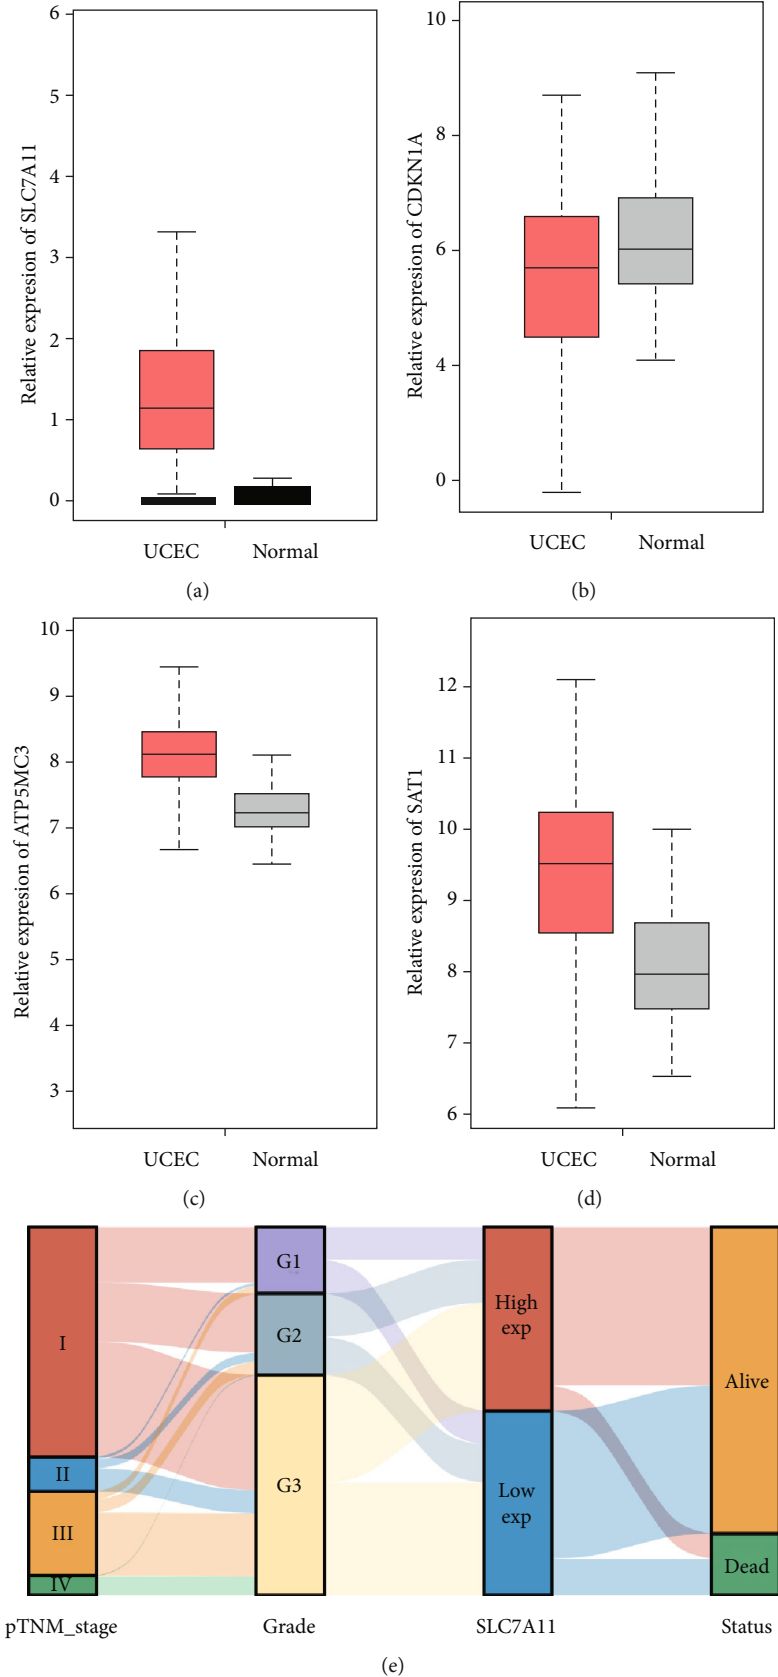 6
5
4
3
2
1
0
Relative expresion of SLC7A11
UCEC Normal
(a)
10
8
6
4
0
Relative expresion of CDKN1A
UCEC Normal
(b)
10
9
8
7
6
5
4
3
Relative expresion of ATP5MC3
UCEC Normal
(c)
12
11
10
9
8
7
6
Relative expresion of SAT1
UCEC Normal
(d)
I
II
III
IV
G1
G2
G3
High
exp
Low
exp
Alive
Dead
pTNM_stage Grade SLC7A11 Status
(e)